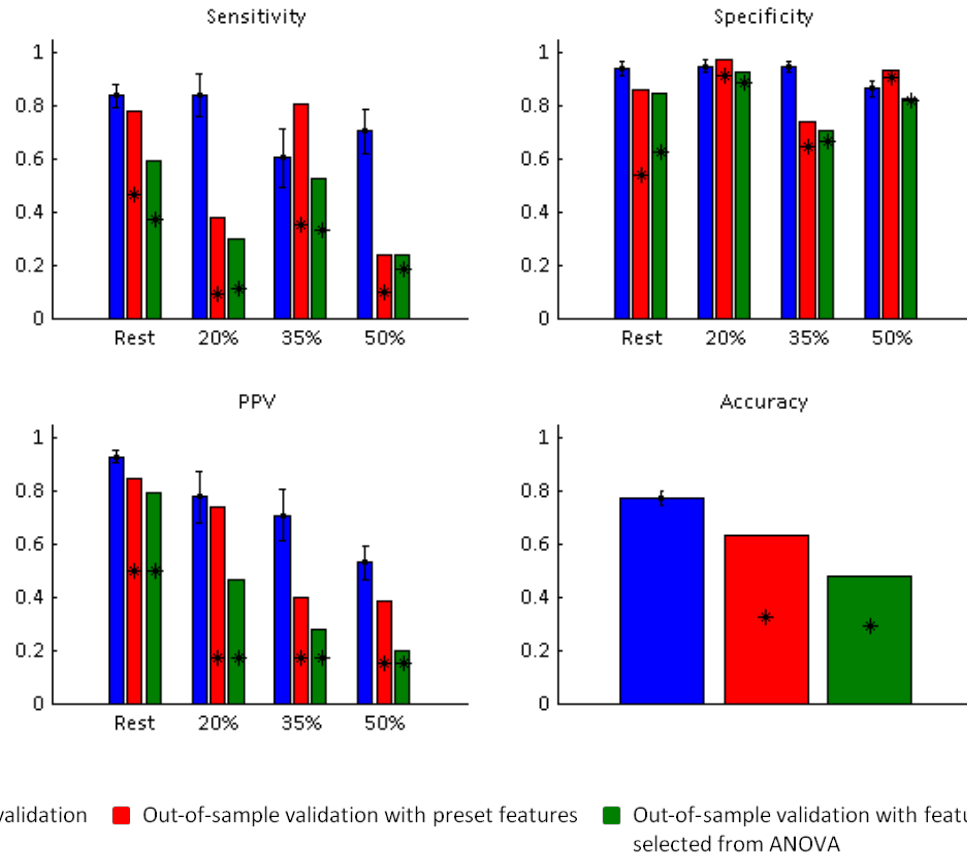 Sensitivity
1
0.8
0.6
0.4
0.2
0
Rest 20% 35% 50%
Specificity
1
0.8
0.6
0.4
0.2
0
Rest 20% 35% 50%
PPV
1
0.8
0.6
0.4
0.2
0
Rest 20% 35% 50%
Accuracy
1
0.8
0.6
0.4
0.2
0
validation
Out-of-sample validation with preset features
Out-of-sample validation with
selected from ANOVA